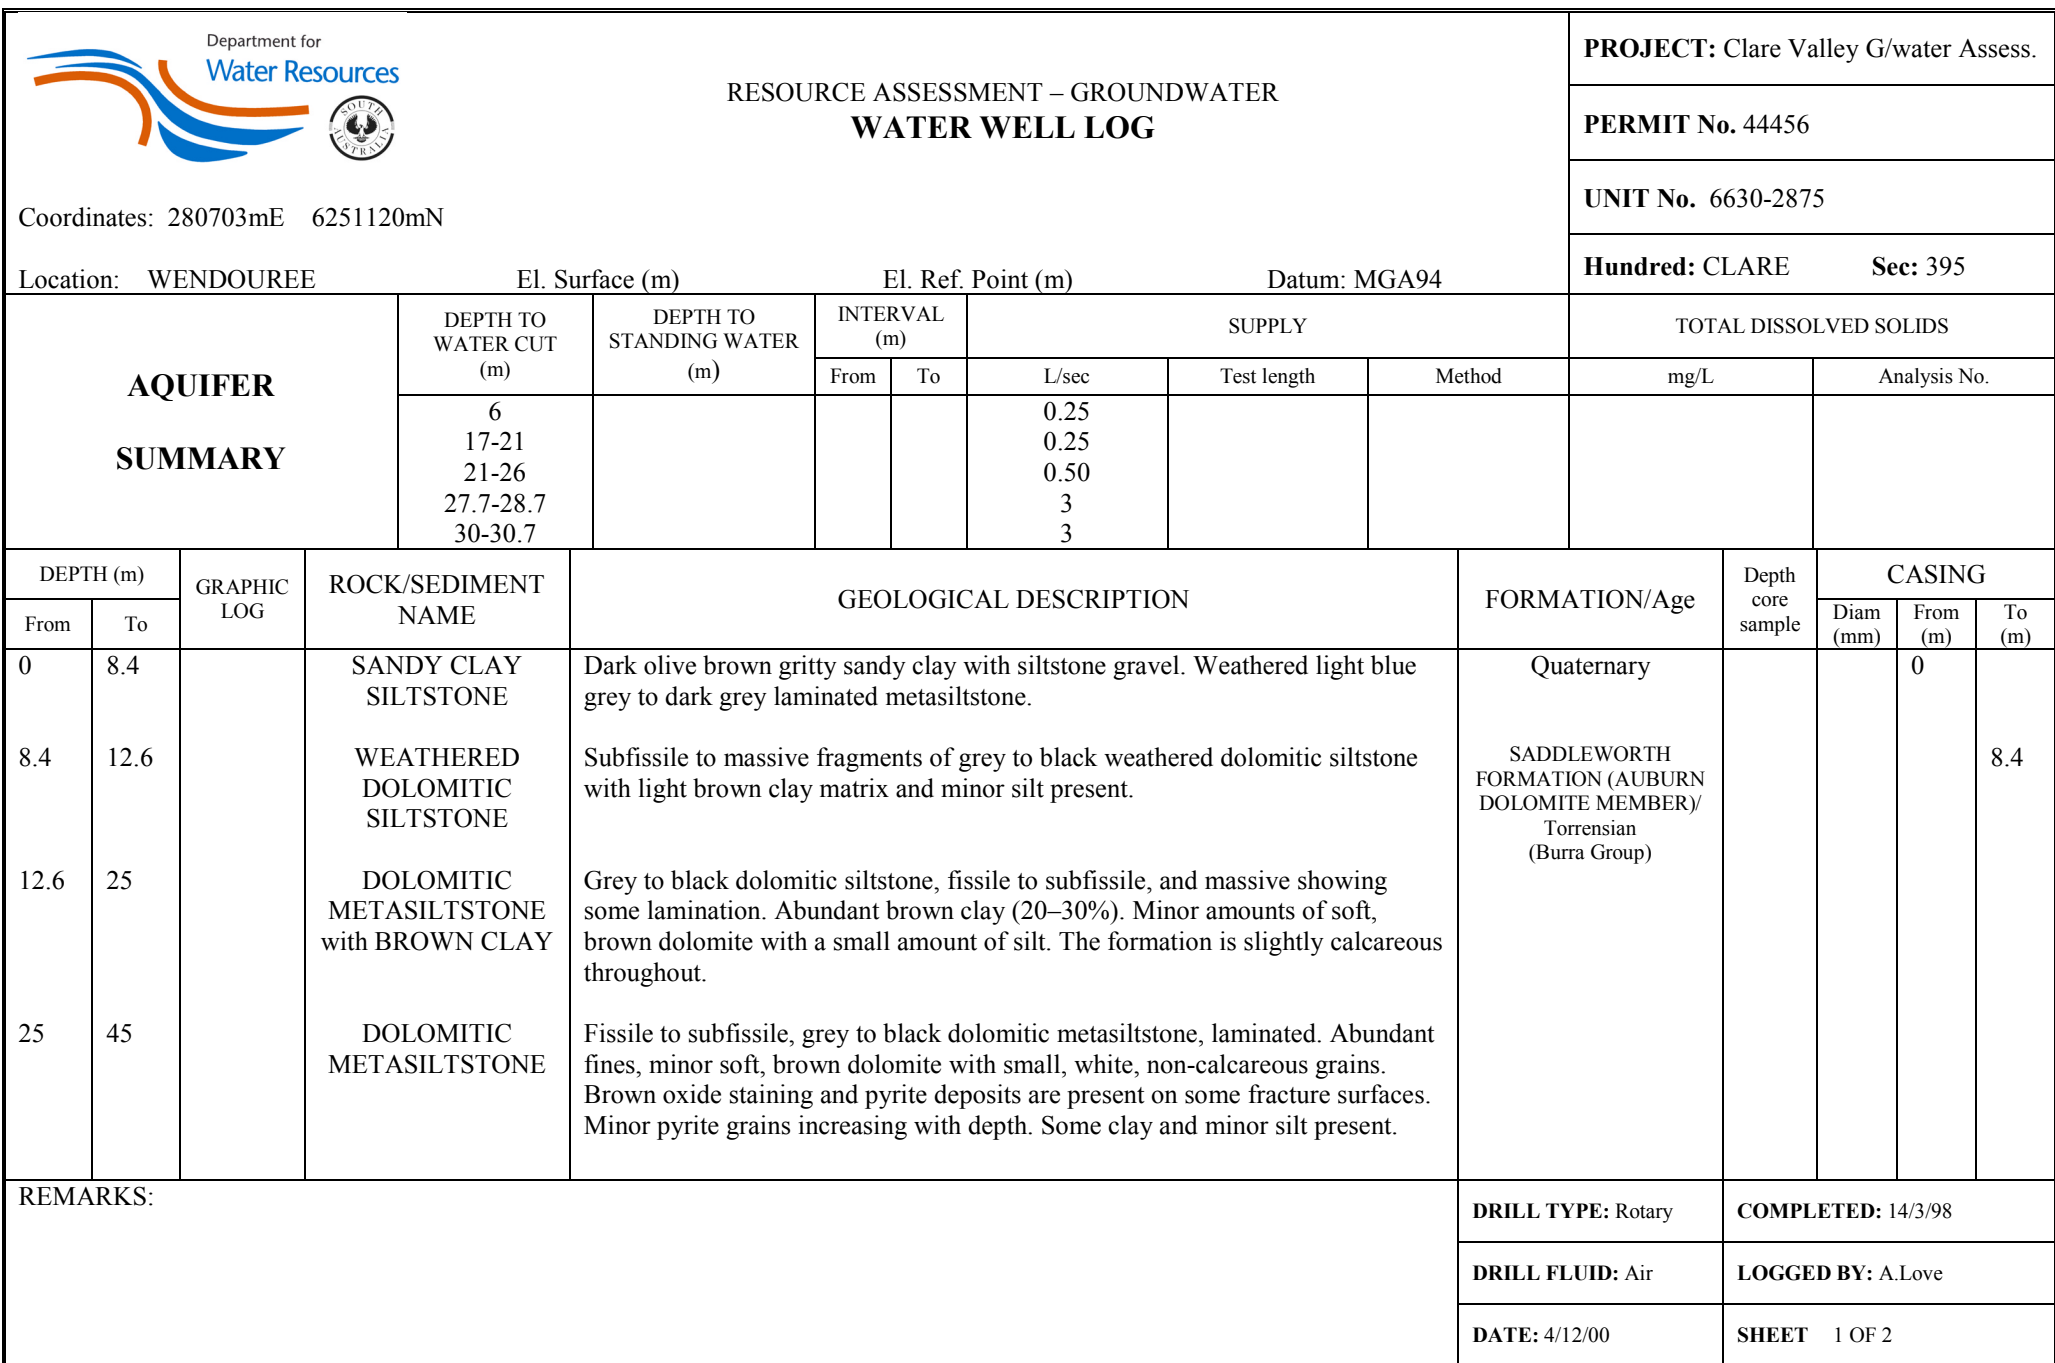 Department for
Water Resources
SOUTH AUSTRALIA
RESOURCE ASSESSMENT – GROUNDWATER
WATER WELL LOG
PROJECT: Clare Valley G/water Assess.
PERMIT No. 44456
UNIT No. 6630-2875
Hundred: CLARE Sec: 395
Coordinates: 280703mE 6251120mN
Location: WENDOUREE El. Surface (m) El. Ref. Point (m) Datum: MGA94
AQUIFER
SUMMARY
DEPTH TO
WATER CUT
(m)
DEPTH TO
STANDING WATER
(m)
INTERVAL
(m)
SUPPLY
TOTAL DISSOLVED SOLIDS
From To L/sec Test length Method mg/L Analysis No.
6 0.25
17-21 0.25
21-26 0.50
27.7-28.7 3
30-30.7 3
DEPTH (m)
From To
GRAPHIC
LOG
ROCK/SEDIMENT
NAME
GEOLOGICAL DESCRIPTION
FORMATION/Age
Depth
core
sample
CASING
Diam
(mm)
From
(m)
To
(m)
0 8.4
SANDY CLAY
SILTSTONE
Dark olive brown gritty sandy clay with siltstone gravel. Weathered light blue
grey to dark grey laminated metasiltstone.
Quaternary
0
8.4 12.6
WEATHERED
DOLOMITIC
SILTSTONE
Subfissile to massive fragments of grey to black weathered dolomitic siltstone
with light brown clay matrix and minor silt present.
SADDLEWORTH
FORMATION (AUBURN
DOLOMITE MEMBER)/
Torrensian
(Burra Group)
8.4
12.6 25
DOLOMITIC
METASILTSTONE
with BROWN CLAY
Grey to black dolomitic siltstone, fissile to subfissile, and massive showing
some lamination. Abundant brown clay (20–30%). Minor amounts of soft,
brown dolomite with a small amount of silt. The formation is slightly calcareous
throughout.
25 45
DOLOMITIC
METASILTSTONE
Fissile to subfissile, grey to black dolomitic metasiltstone, laminated. Abundant
fines, minor soft, brown dolomite with small, white, non-calcareous grains.
Brown oxide staining and pyrite deposits are present on some fracture surfaces.
Minor pyrite grains increasing with depth. Some clay and minor silt present.
REMARKS:
DRILL TYPE: Rotary
COMPLETED: 14/3/98
DRILL FLUID: Air
LOGGED BY: A.Love
DATE: 4/12/00
SHEET 1 OF 2